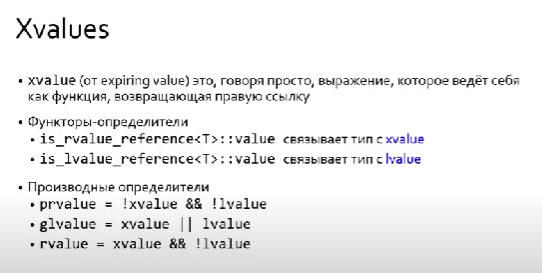 Xvalues
• xvalue (от expiring value) это, говоря просто, выражение, которое ведёт себя
как функция, возвращающая правую ссылку
• Функторы-определители
• is_rvalue_reference<T>::value связывает тип с xvalue
• is_lvalue_reference<T>::value связывает тип с lvalue
• Производные определители
• prvalue = !xvalue && !lvalue
• glvalue = xvalue || lvalue
• rvalue = xvalue && !lvalue